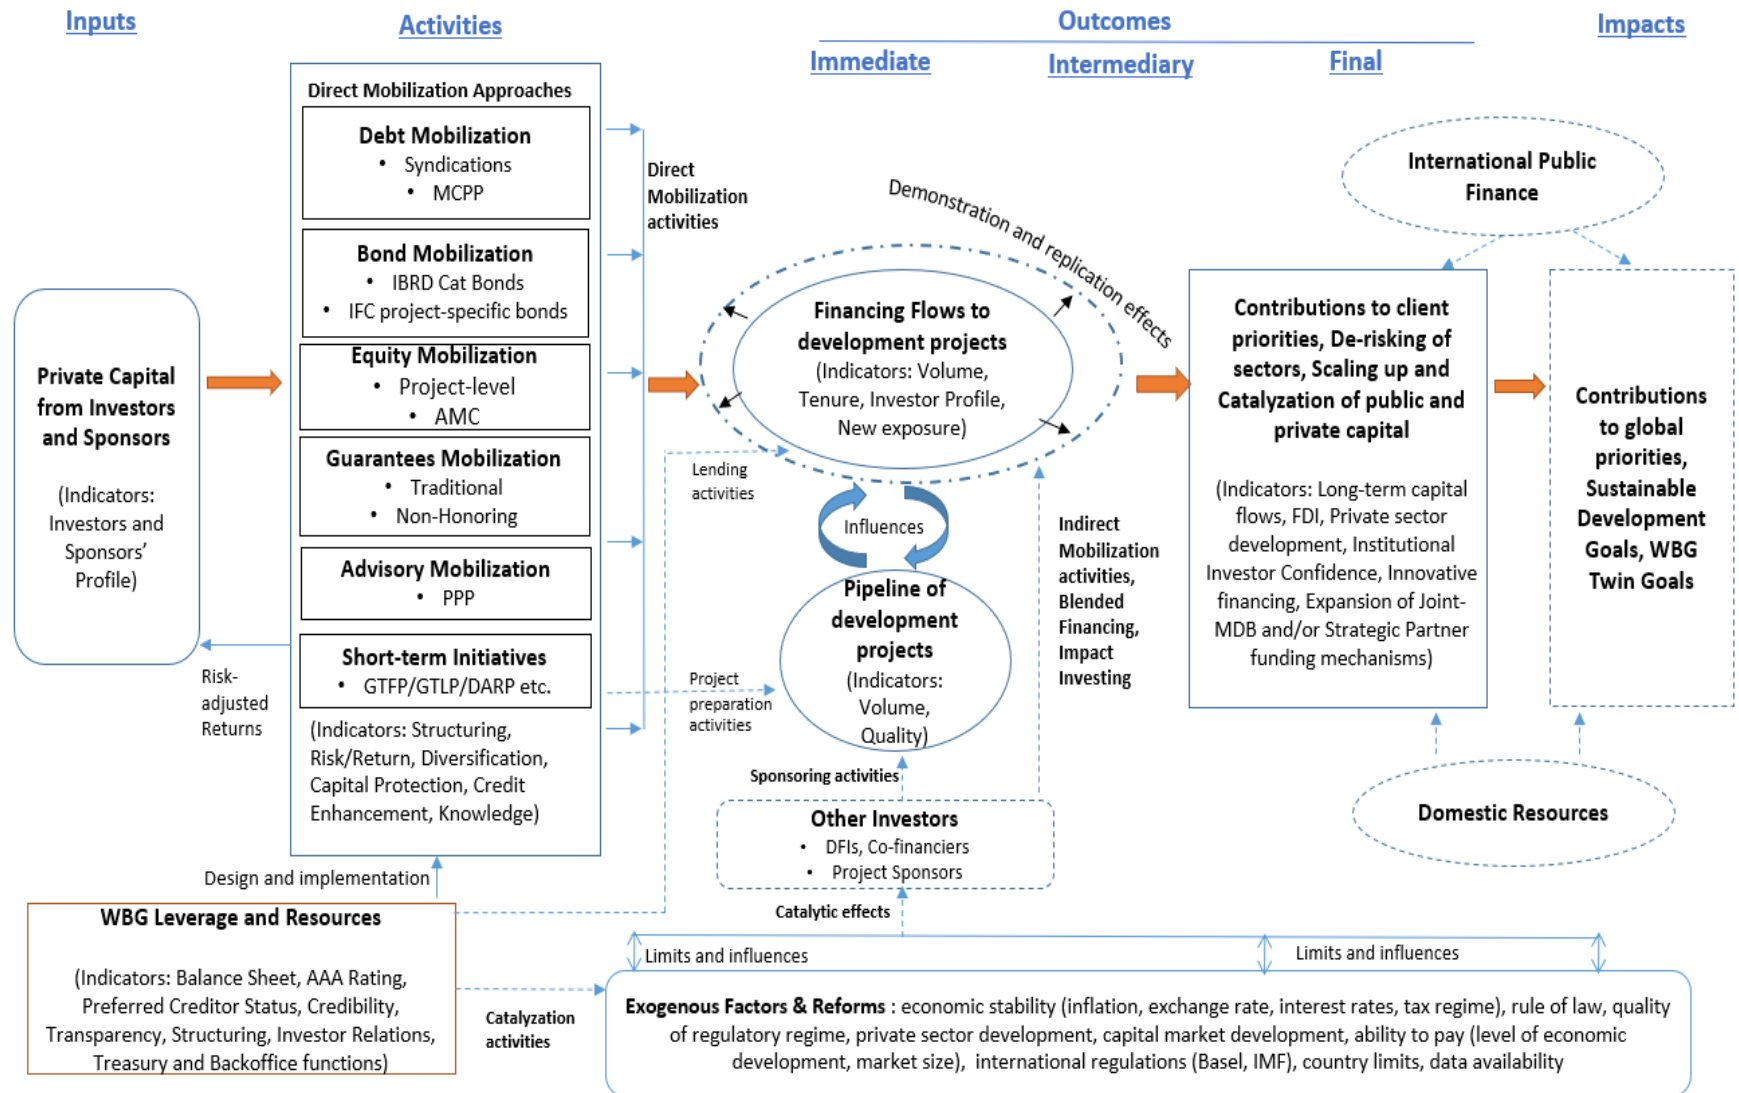 Inputs
Activities
Outcomes
Immediate
Intermediary
Final
Impacts
Private Capital
from Investors
and Sponsors
(Indicators:
Investors and
Sponsors’
Profile)
Risk-
adjusted
Returns
Direct Mobilization Approaches
Debt Mobilization
• Syndications
• MCPP
Bond Mobilization
• IBRD Cat Bonds
• IFC project-specific bonds
Equity Mobilization
• Project-level
• AMC
Guarantees Mobilization
• Traditional
• Non-Honoring
Advisory Mobilization
• PPP
Short-term Initiatives
• GTFP/GTLP/DARP etc.
(Indicators: Structuring,
Risk/Return, Diversification,
Capital Protection, Credit
Enhancement, Knowledge)
Design and implementation
WBG Leverage and Resources
(Indicators: Balance Sheet, AAA Rating,
Preferred Creditor Status, Credibility,
Transparency, Structuring, Investor Relations,
Treasury and Backoffice functions)
Direct
Mobilization
activities
Demonstration and replication effects
Financing Flows to
development projects
(Indicators: Volume,
Tenure, Investor Profile,
New exposure)
Lending
activities
Influences
Pipeline of
development
projects
(Indicators:
Volume,
Quality)
Project
preparation
activities
Sponsoring activities
Other Investors
• DFIs, Co-financiers
• Project Sponsors
Catalytic effects
Indirect
Mobilization
activities,
Blended
Financing,
Impact
Investing
International Public
Finance
Contributions to client
priorities, De-risking of
sectors, Scaling up and
Catalyzation of public and
private capital
(Indicators: Long-term capital
flows, FDI, Private sector
development, Institutional
Investor Confidence, Innovative
financing, Expansion of Joint-
MDB and/or Strategic Partner
funding mechanisms)
Contributions
to global
priorities,
Sustainable
Development
Goals, WBG
Twin Goals
Domestic Resources
Limits and influences
Limits and influences
Catalyzation
activities
Exogenous Factors & Reforms : economic stability (inflation, exchange rate, interest rates, tax regime), rule of law, quality
of regulatory regime, private sector development, capital market development, ability to pay (level of economic
development, market size), international regulations (Basel, IMF), country limits, data availability